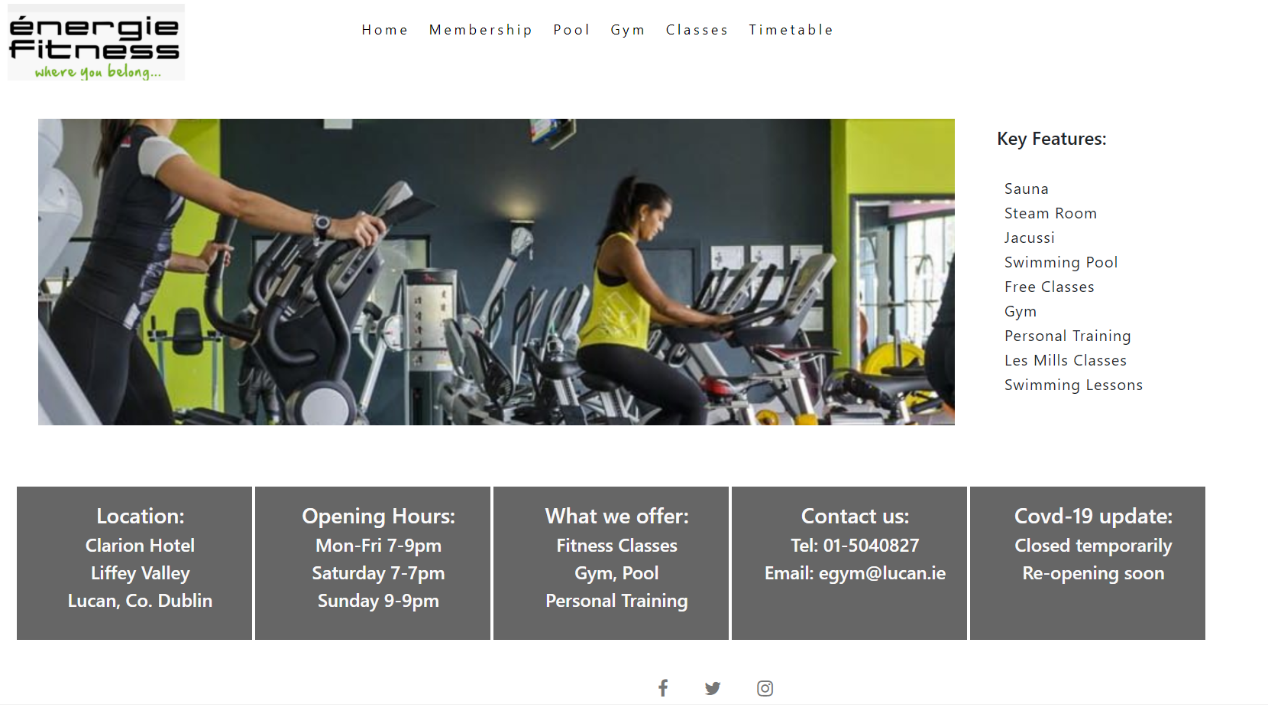 énergie
Fitness
where you belong...
Home Membership Pool Gym Classes Timetable
Key Features:
Sauna
Steam Room
Jacussi
Swimming Pool
Free Classes
Gym
Personal Training
Les Mills Classes
Swimming Lessons
Location:
Clarion Hotel
Liffey Valley
Lucan, Co. Dublin
Opening Hours:
Mon-Fri 7-9pm
Saturday 7-7pm
Sunday 9-9pm
What we offer:
Fitness Classes
Gym, Pool
Personal Training
Contact us:
Tel: 01-5040827
Email: egym@lucan.ie
Covd-19 update:
Closed temporarily
Re-opening soon